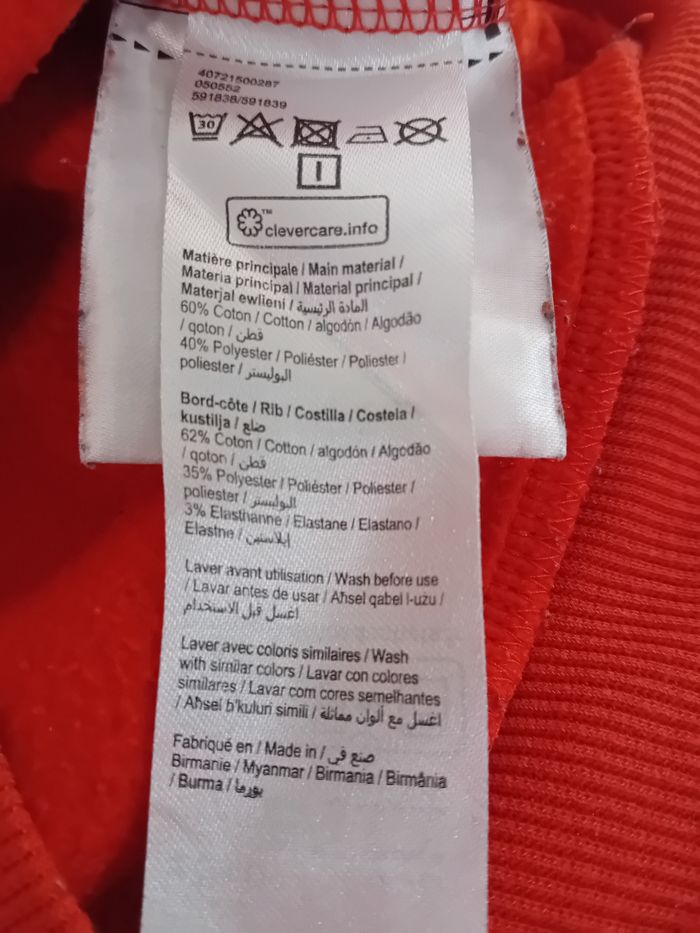 40721500287
050552
591838/591839
30
I
™
clevercare.info
Matière principale / Main material /
Materia principal / Material principal /
Materjal ewlieni / المادة الرئيسية
60% Coton / Cotton / algodón / Algodão
/ qoton / قطن
40% Polyester / Poliéster / Poliester /
poliester / البوليستر
Bord-côte / Rib / Costilla / Costela /
kustilja / ضلع
62% Coton / Cotton / algodón / Algodão
/ qoton / قطن
35% Polyester / Poliéster / Poliester /
poliester / البوليستر
3% Elasthanne / Elastane / Elastano /
Elastne / إيلاستين
Laver avant utilisation / Wash before use
/ Lavar antes de usar / Aħsel qabel l-użu /
اغسل قبل الاستخدام
Laver avec coloris similaires / Wash
with similar colors / Lavar con colores
similares / Lavar com cores semelhantes
/ Aħsel b'kuluri simili / اغسل مع ألوان مماثلة
Fabriqué en / Made in / صنع في
Birmanie / Myanmar / Birmania / Birmânia
/ Burma / بورما